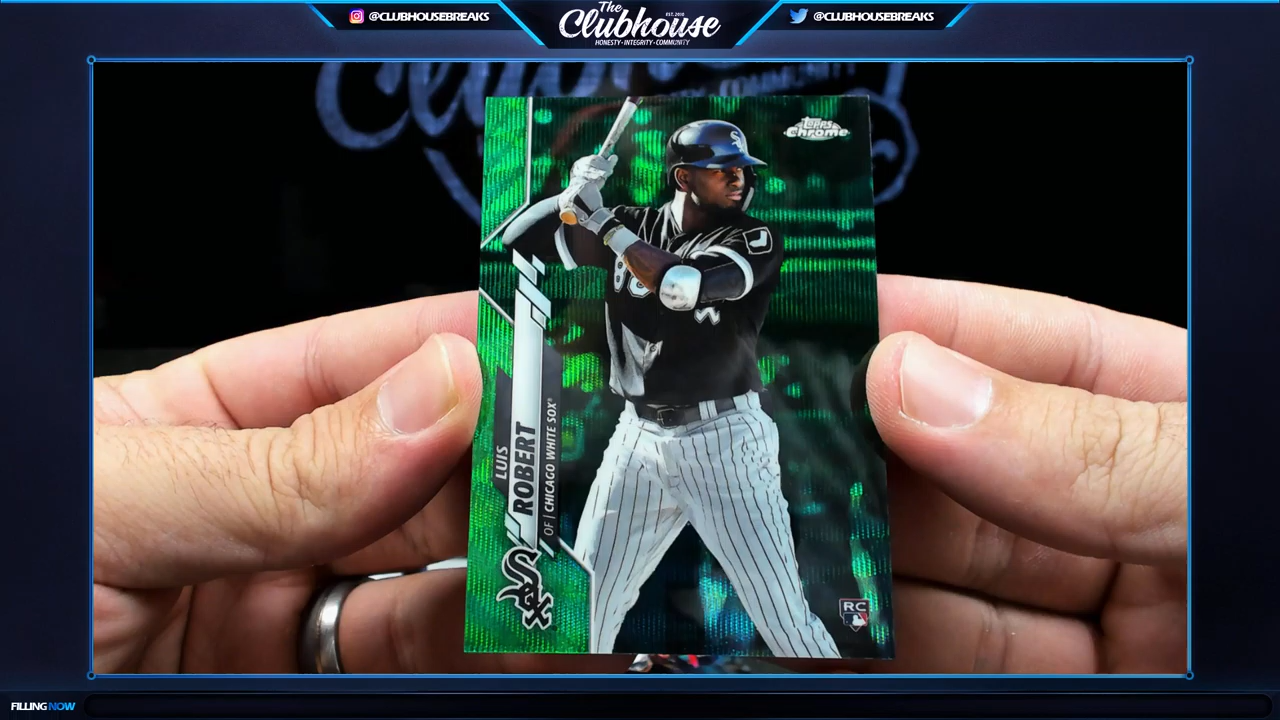 @CLUBHOUSEBREAKS
The
Clubhouse
EST. 2010
HONESTY•INTEGRITY•COMMUNITY
@CLUBHOUSEBREAKS
Topps
Chrome
LUIS
ROBERT
OF | CHICAGO WHITE SOX®
Sox
RC
FILLING NOW